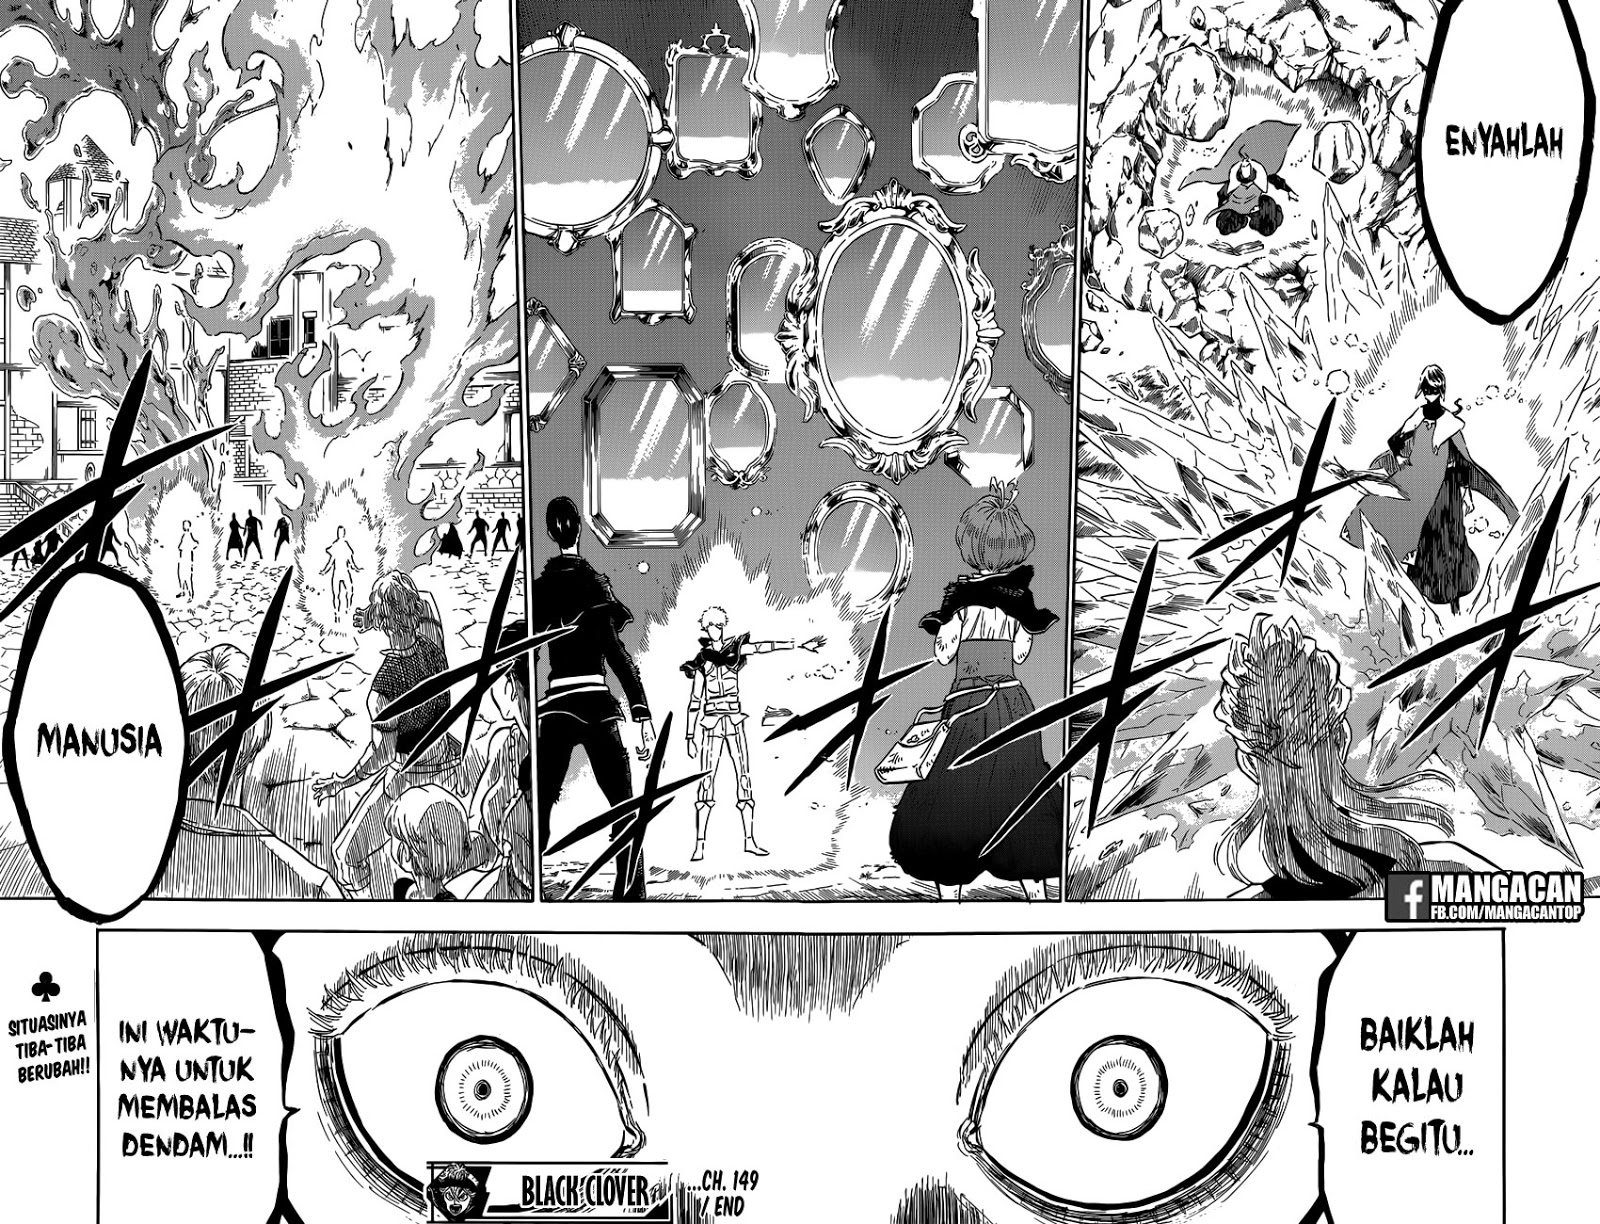 ENYAHLAH
MANUSIA
MANGACAN
FB.COM/MANGACANTOP
BAIKLAH
KALAU
BEGITU...
INI WAKTU-
NYA UNTUK
MEMBALAS
DENDAM...!!
SITUASINYA
TIBA-TIBA
BERUBAH!!
BLACK CLOVER
....CH. 149
/ END